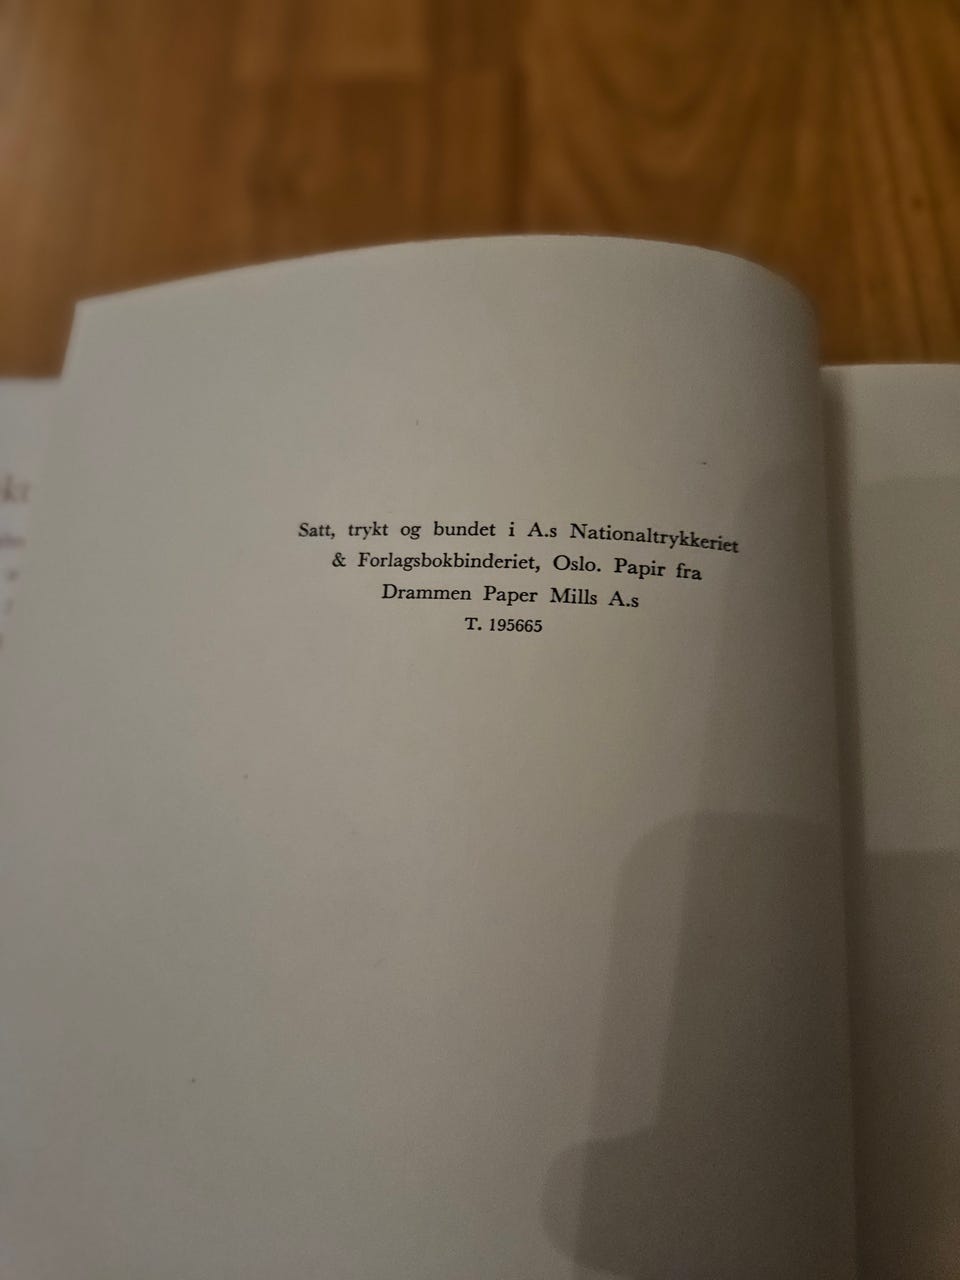 Satt, trykt og bundet i A.s Nationaltrykkeriet
& Forlagsbokbinderiet, Oslo. Papir fra
Drammen Paper Mills A.s
T. 195665